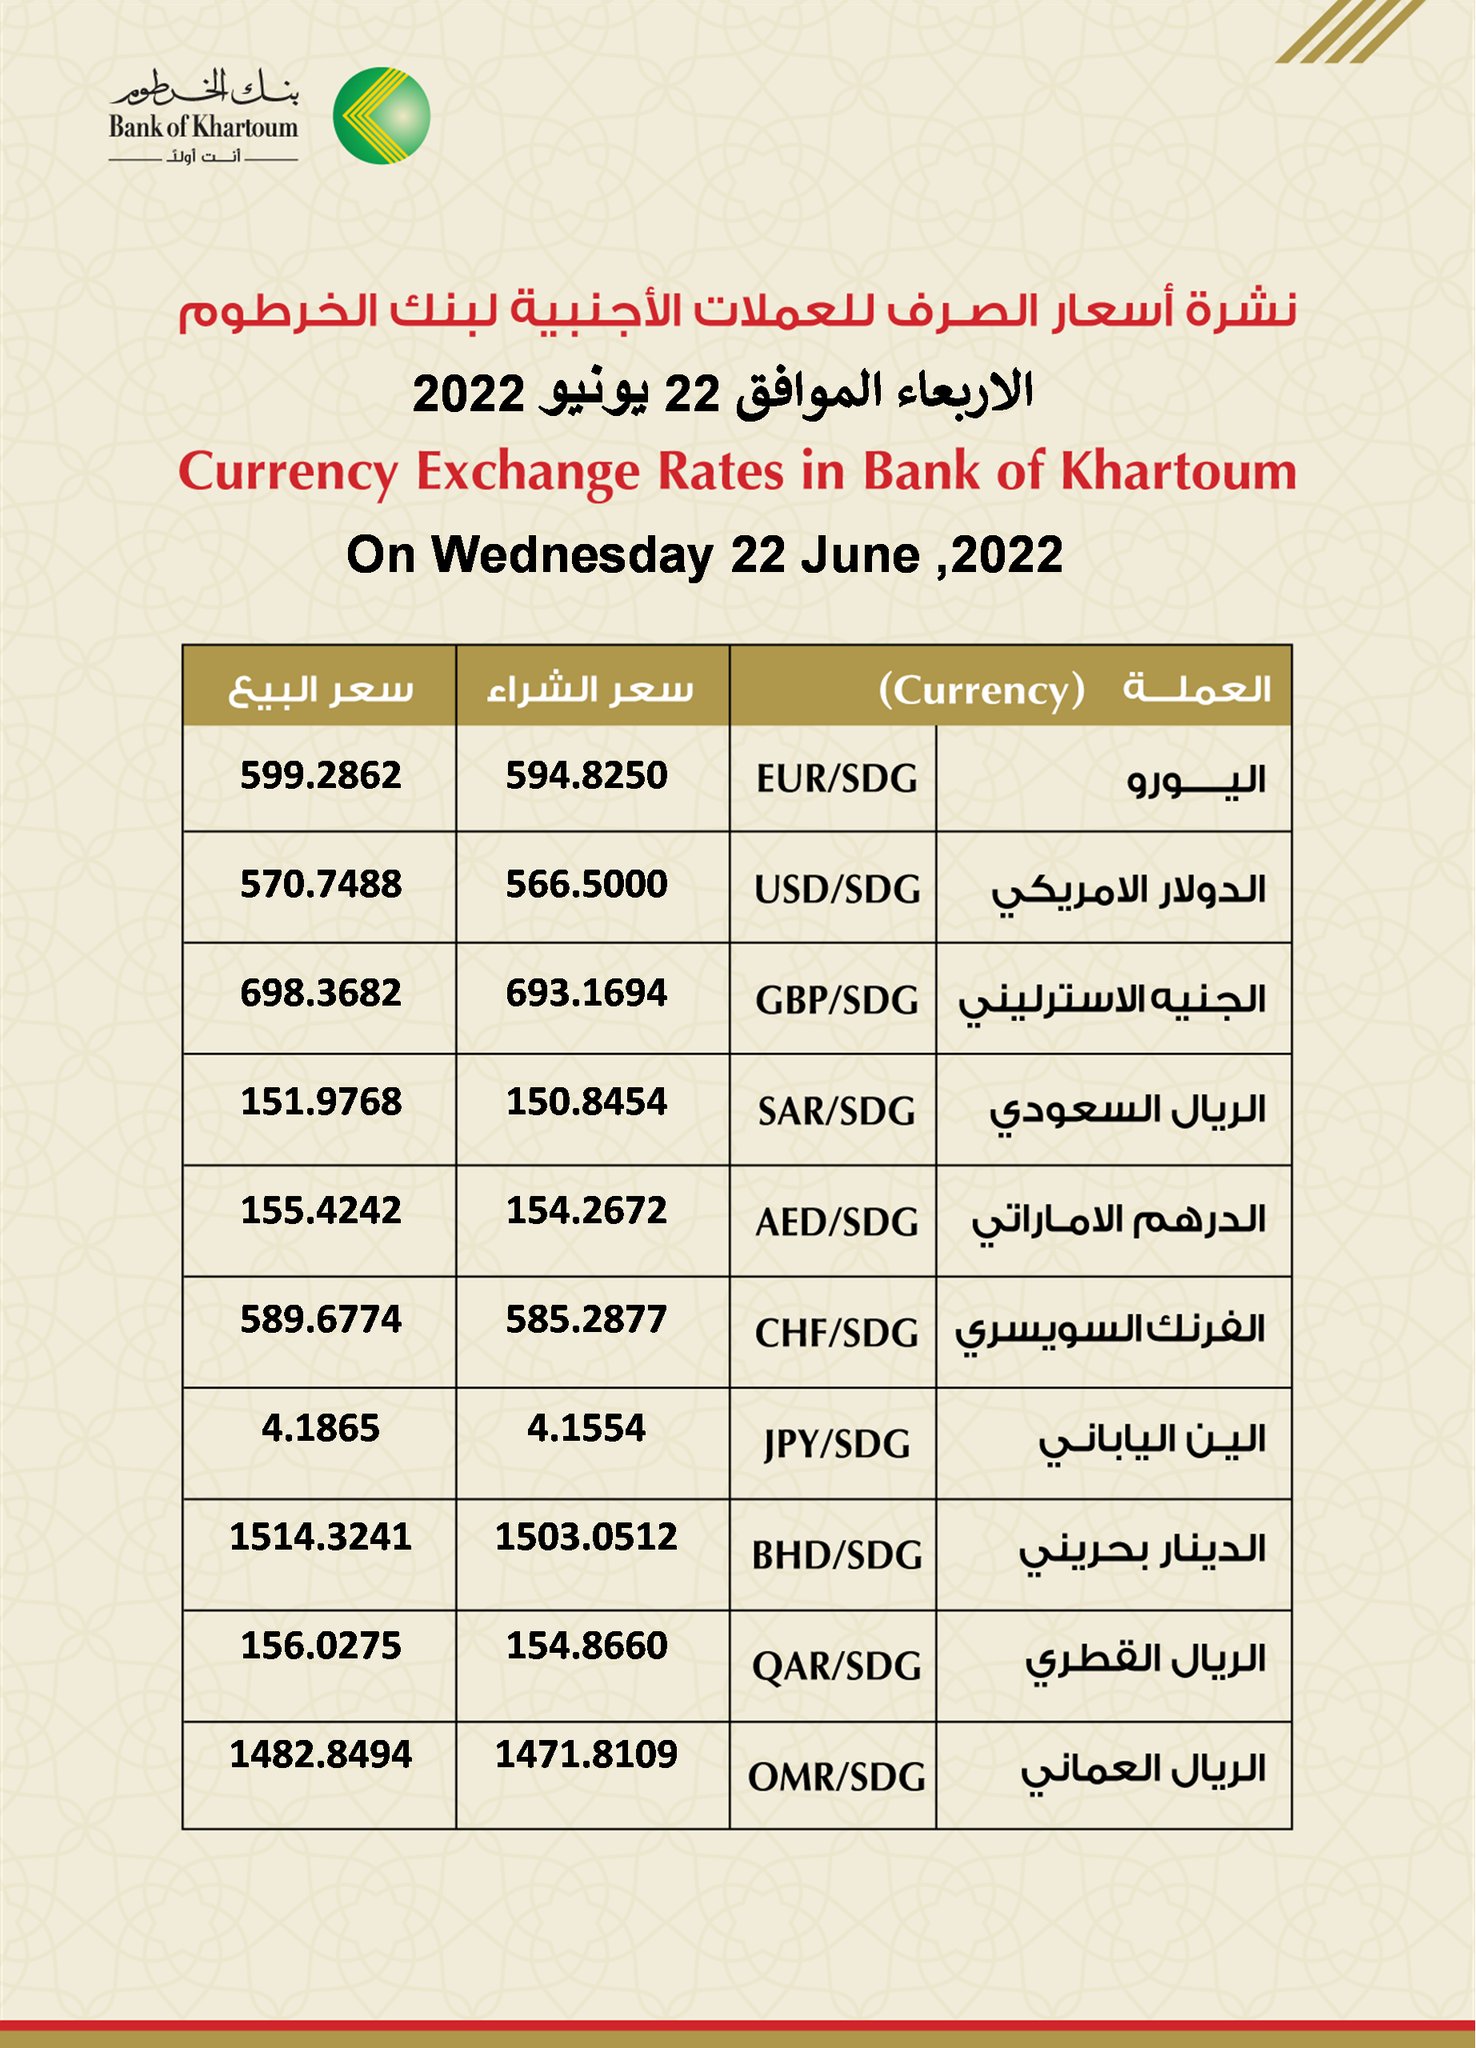 بنك الخرطوم
Bank of Khartoum
أنت أولاً
نشرة أسعار الصرف للعملات الأجنبية لبنك الخرطوم
الاربعاء الموافق 22 يونيو 2022
Currency Exchange Rates in Bank of Khartoum
On Wednesday 22 June ,2022
العملة (Currency) سعر الشراء سعر البيع
اليورو EUR/SDG 594.8250 599.2862
الدولار الامريكي USD/SDG 566.5000 570.7488
الجنيه الاسترليني GBP/SDG 693.1694 698.3682
الريال السعودي SAR/SDG 150.8454 151.9768
الدرهم الاماراتي AED/SDG 154.2672 155.4242
الفرنك السويسري CHF/SDG 585.2877 589.6774
الين الياباني JPY/SDG 4.1554 4.1865
الدينار بحريني BHD/SDG 1503.0512 1514.3241
الريال القطري QAR/SDG 154.8660 156.0275
الريال العماني OMR/SDG 1471.8109 1482.8494